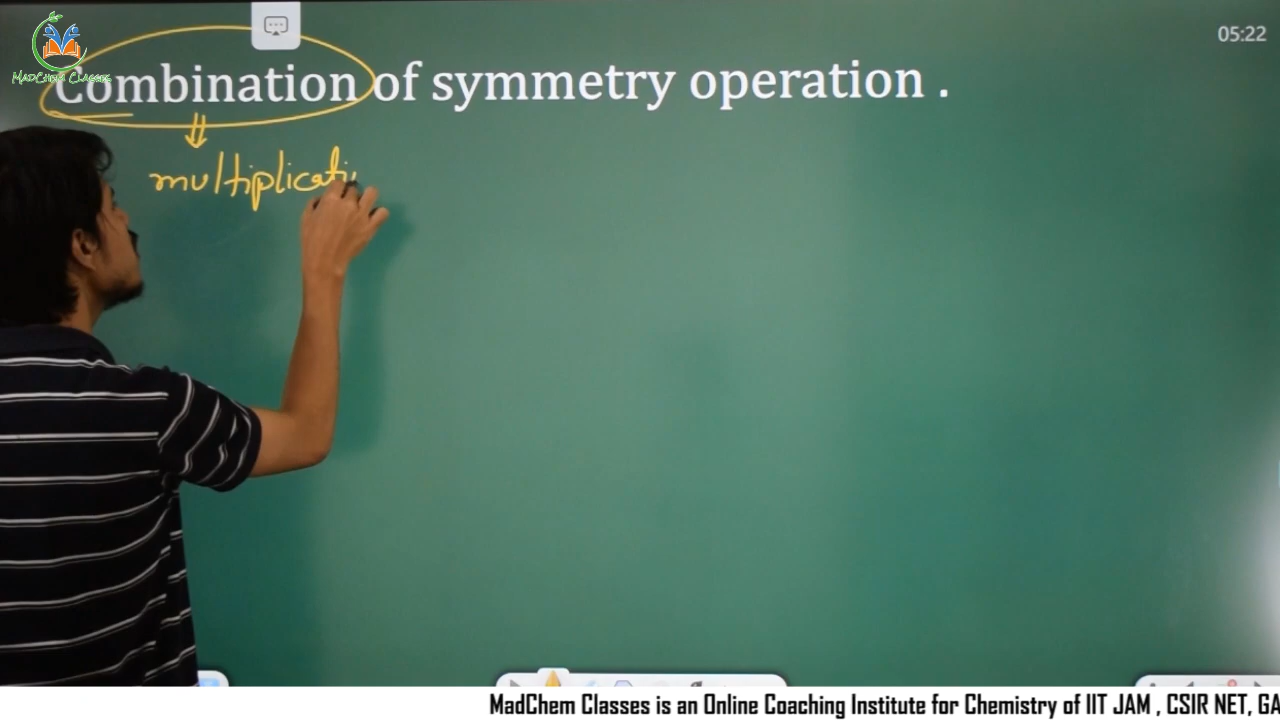 MADCHEM CLASSES
05:22
Combination of symmetry operation .
multiplicati
MadChem Classes is an Online Coaching Institute for Chemistry of IIT JAM , CSIR NET, GA